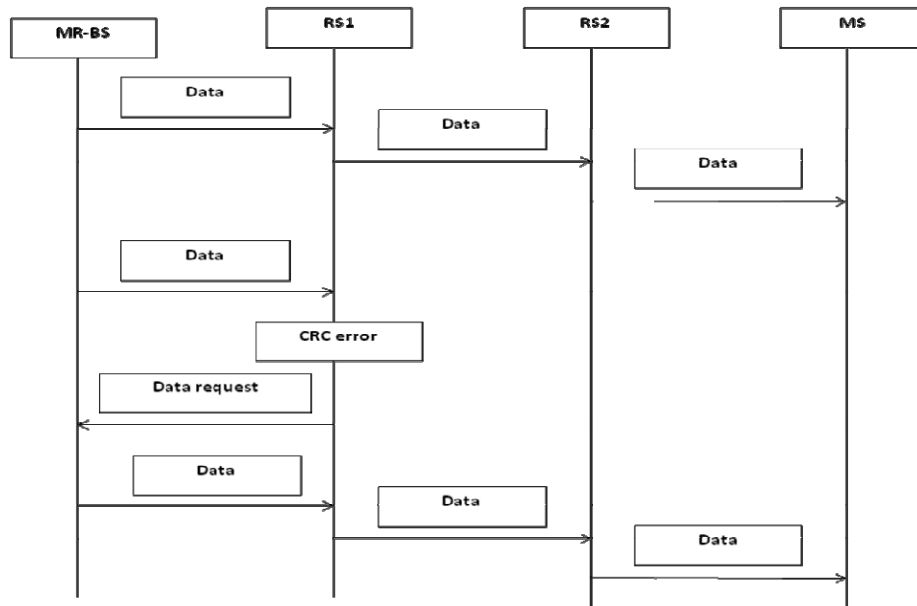 MR-BS
RS1
RS2
MS
Data
Data
Data
Data
CRC error
Data request
Data
Data
Data